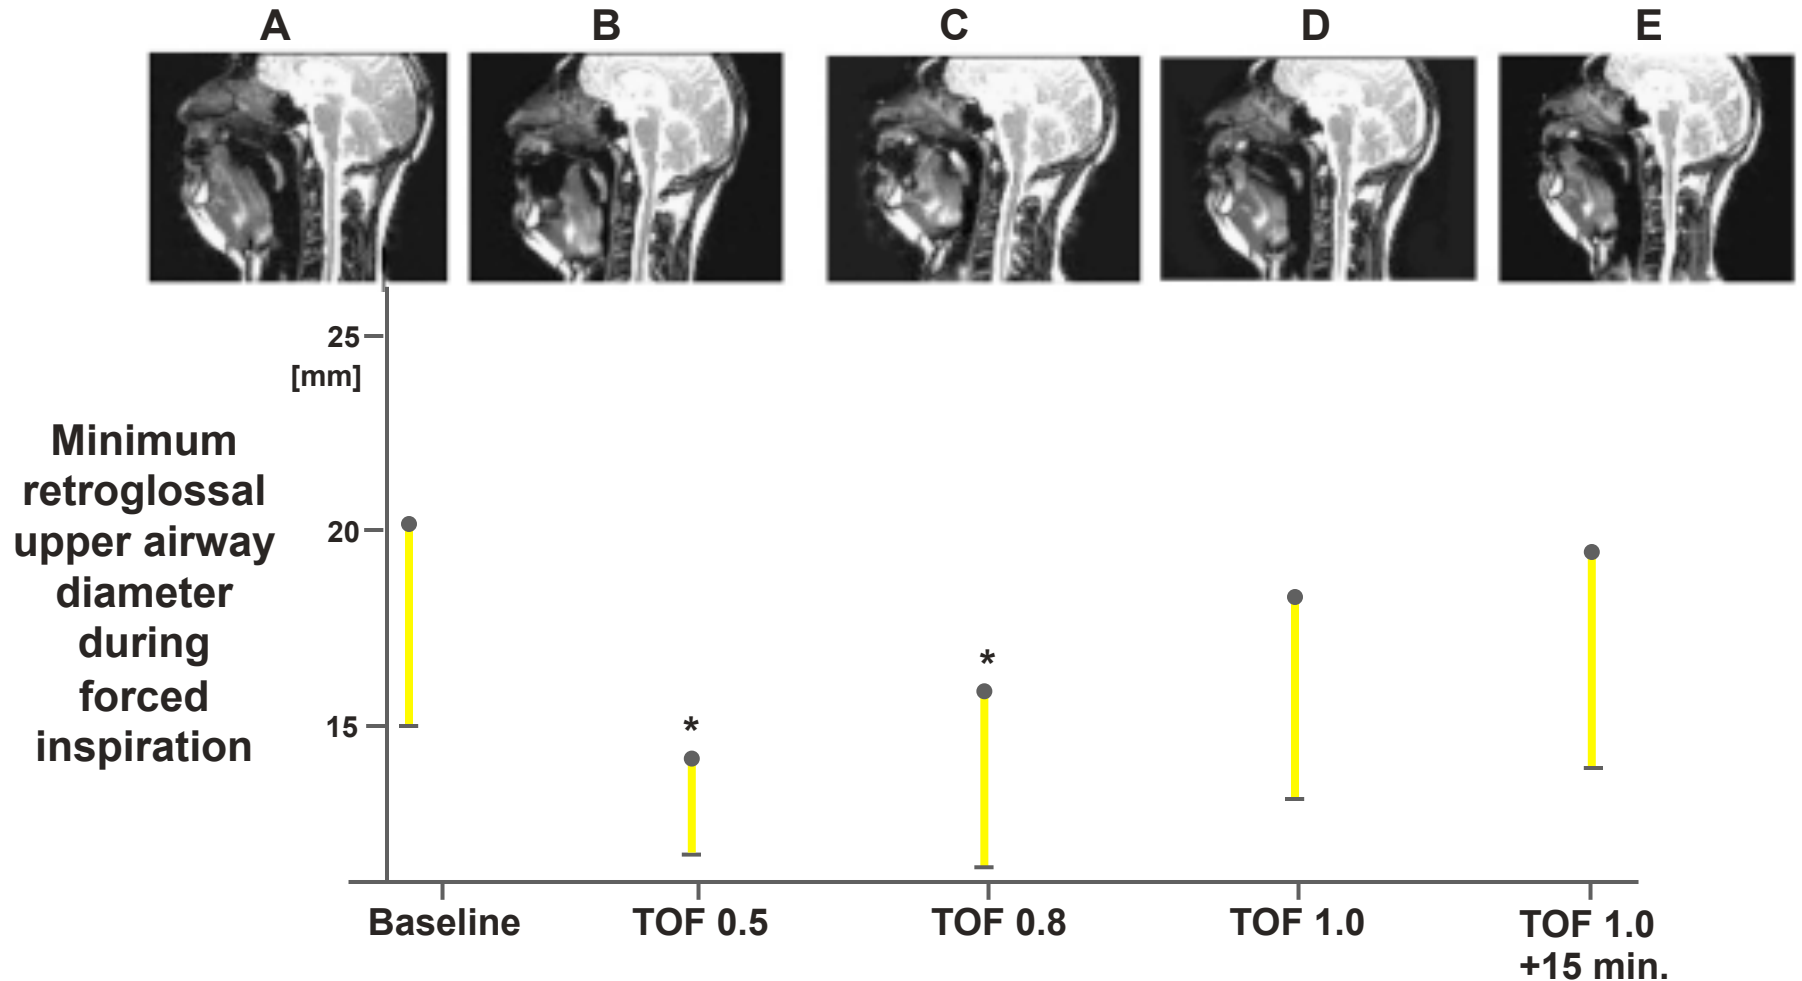 A
B
C
D
E
25
[mm]
Minimum
retroglossal
upper airway
diameter
during
forced
inspiration
20
15
*
*
Baseline
TOF 0.5
TOF 0.8
TOF 1.0
TOF 1.0
+15 min.